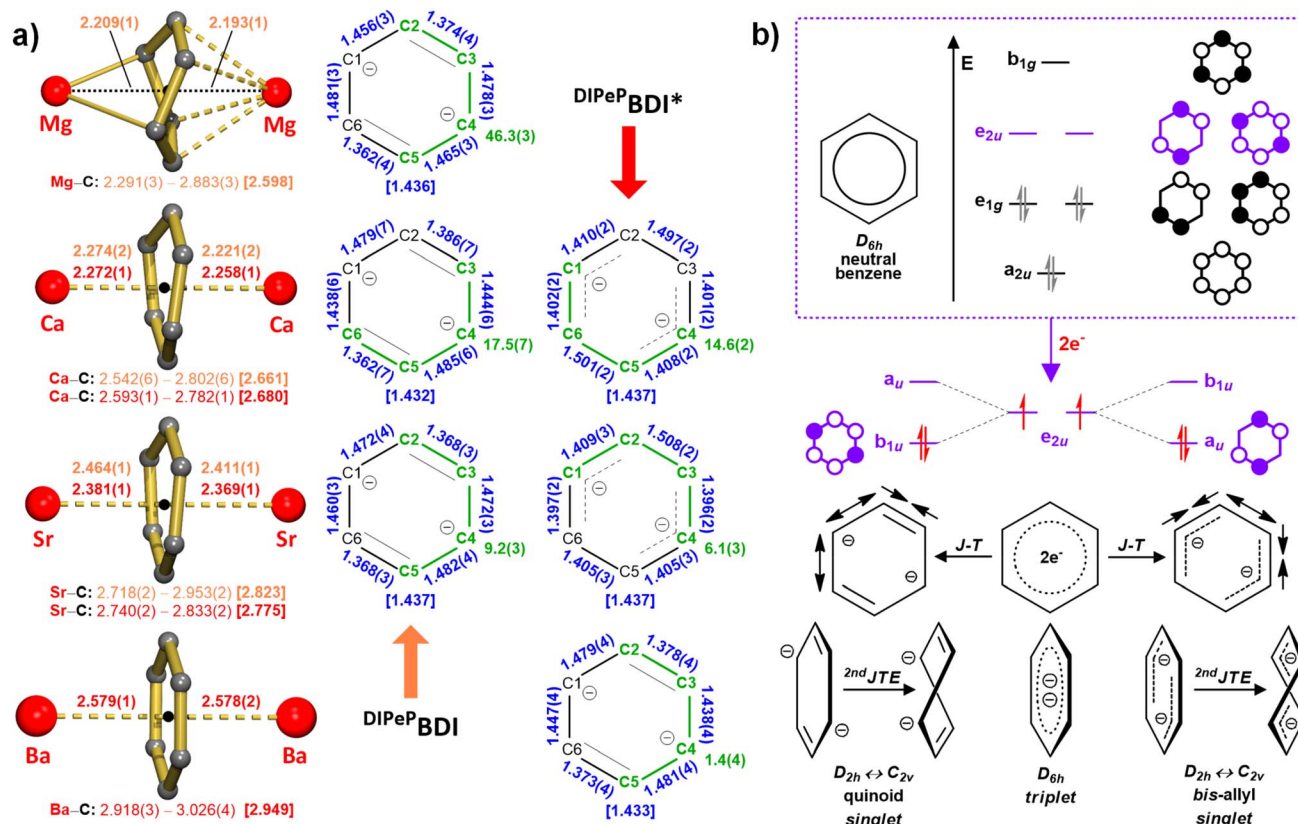 a)
2.209(1) 2.193(1)
Mg Mg
Mg–C: 2.291(3) – 2.883(3) [2.598]
2.274(2) 2.221(2)
2.272(1) 2.258(1)
Ca Ca
Ca–C: 2.542(6) – 2.802(6) [2.661]
Ca–C: 2.593(1) – 2.782(1) [2.680]
2.464(1) 2.411(1)
2.381(1) 2.369(1)
Sr Sr
Sr–C: 2.718(2) – 2.953(2) [2.823]
Sr–C: 2.740(2) – 2.833(2) [2.775]
2.579(1) 2.578(2)
Ba Ba
Ba–C: 2.918(3) – 3.026(4) [2.949]
1.456(3) C2 1.374(4)
C1 ⊖ C3
1.481(3) 1.478(3)
C6 ⊖ C4 46.3(3)
1.362(4) C5 1.465(3)
[1.436]
1.479(7) C2 1.386(7)
C1 ⊖ C3
1.438(6) 1.444(6)
C6 ⊖ C4 17.5(7)
1.362(7) C5 1.485(6)
[1.432]
1.472(4) C2 1.368(3)
C1 ⊖ C3
1.460(3) 1.472(3)
C6 ⊖ C4 9.2(3)
1.368(3) C5 1.482(4)
[1.437]
DIPePBDI
DIPePBDI*
1.410(2) C2 1.497(2)
C1 ⊖ C3
1.402(2) 1.401(2)
C6 ⊖ C4 14.6(2)
1.501(2) C5 1.408(2)
[1.437]
1.409(3) C2 1.508(2)
C1 ⊖ C3
1.397(2) 1.396(2)
C6 ⊖ C4 6.1(3)
1.405(3) C5 1.405(3)
[1.437]
1.479(4) C2 1.378(4)
C1 ⊖ C3
1.447(4) 1.438(4)
C6 ⊖ C4 1.4(4)
1.373(4) C5 1.481(4)
[1.433]
b)
E
b1g
e2u
e1g
a2u
D6h
neutral
benzene
2e-
au b1u
b1u e2u au
⊖ ⊖ J-T 2e- J-T ⊖ ⊖
⊖ ⊖ 2nd JTE ⊖ ⊖
⊖ ⊖
⊖ ⊖ 2nd JTE ⊖ ⊖
D2h ↔ C2v
quinoid
singlet
D6h
triplet
D2h ↔ C2v
bis-allyl
singlet